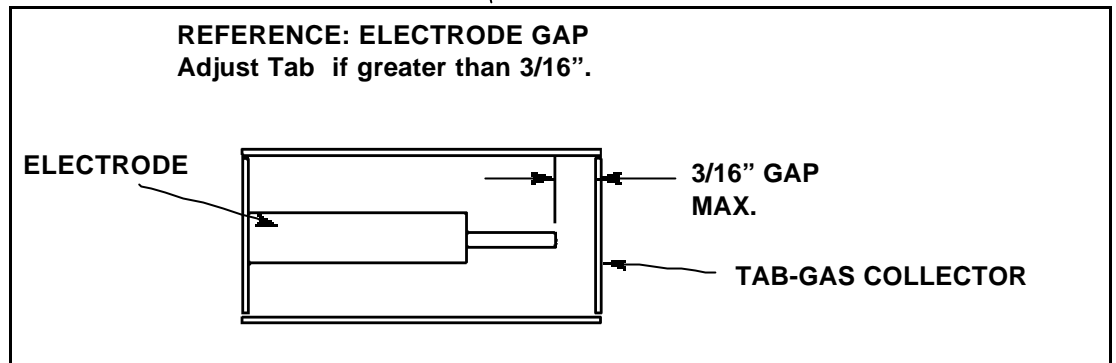 REFERENCE: ELECTRODE GAP
Adjust Tab if greater than 3/16”.
ELECTRODE
3/16” GAP
MAX.
TAB-GAS COLLECTOR